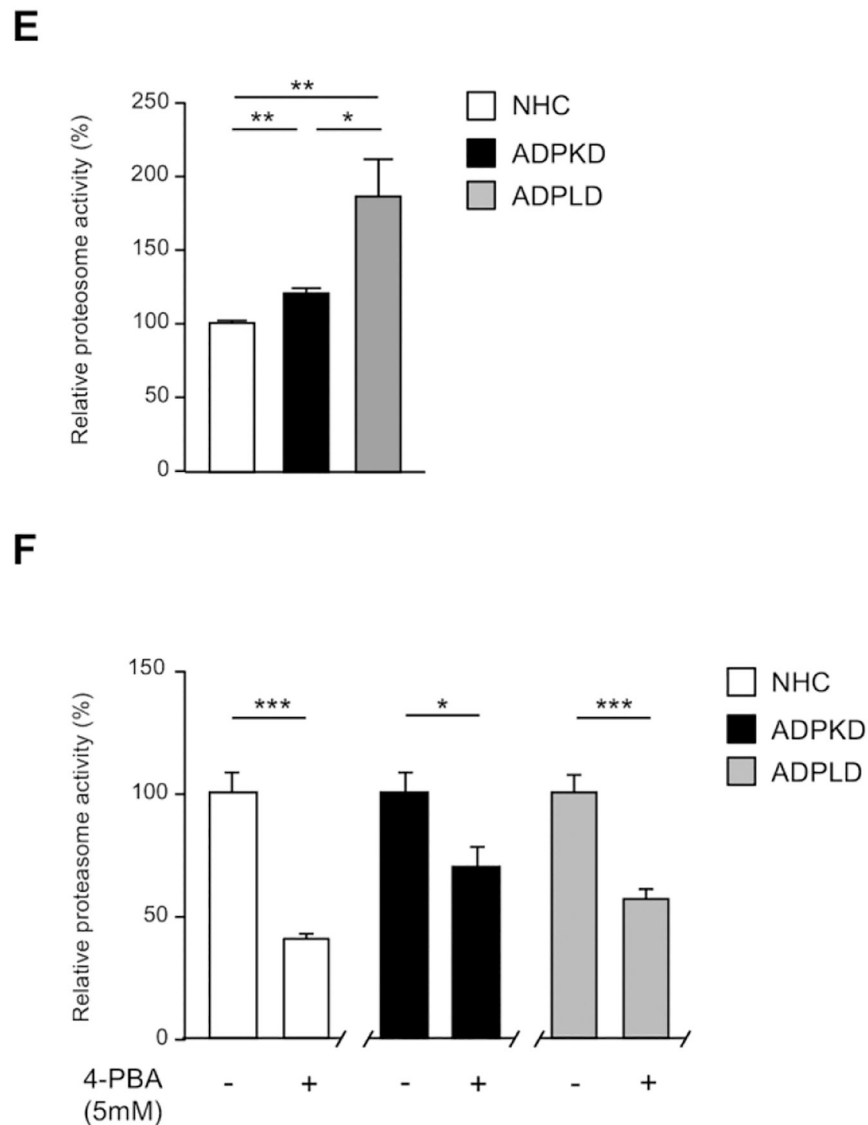 E
Relative proteosome activity (%)
250
200
150
100
50
0
**
** *
NHC
ADPKD
ADPLD
F
Relative proteasome activity (%)
150
100
50
0
*** * ***
NHC
ADPKD
ADPLD
4-PBA - + - + - +
(5mM)